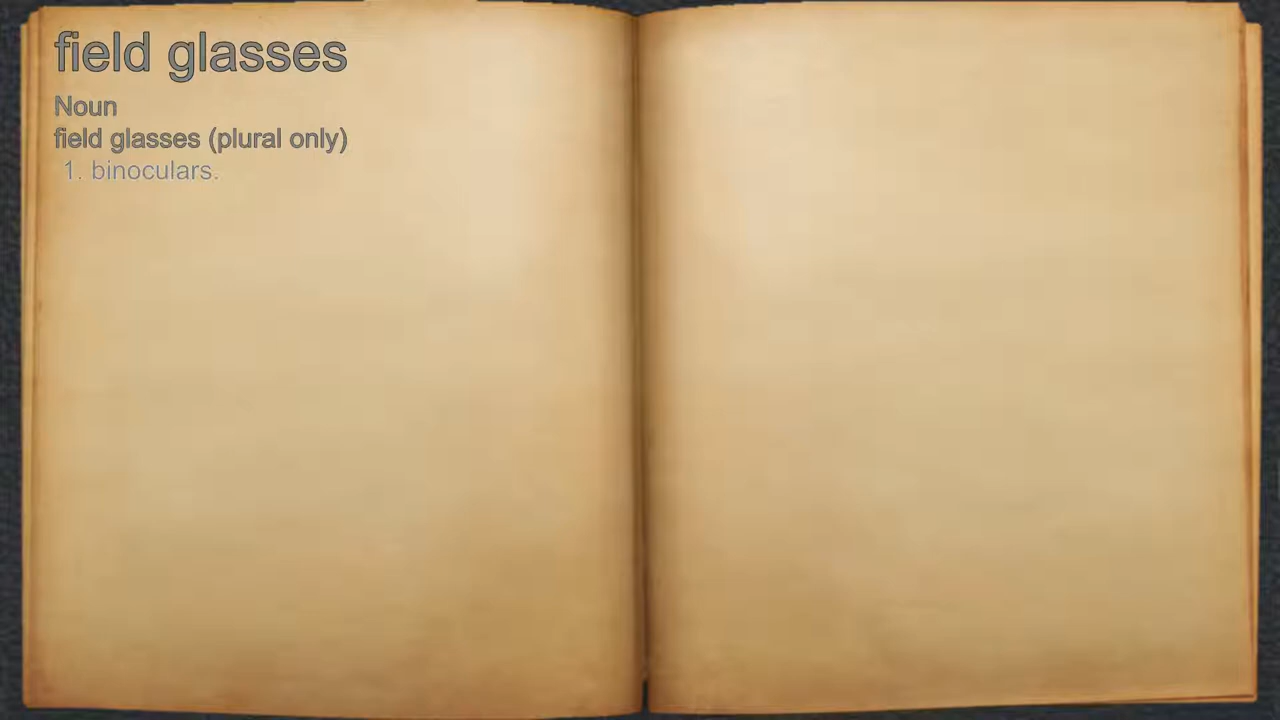 field glasses
Noun
field glasses (plural only)
1. binoculars.